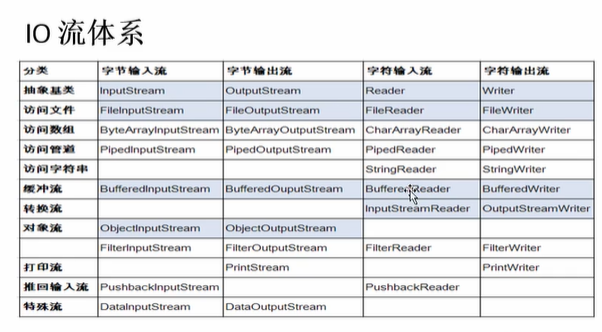 IO 流体系
分类 字节输入流 字节输出流 字符输入流 字符输出流
抽象基类 InputStream OutputStream Reader Writer
访问文件 FileInputStream FileOutputStream FileReader FileWriter
访问数组 ByteArrayInputStream ByteArrayOutputStream CharArrayReader CharArrayWriter
访问管道 PipedInputStream PipedOutputStream PipedReader PipedWriter
访问字符串 StringReader StringWriter
缓冲流 BufferedInputStream BufferedOuputStream BufferedReader BufferedWriter
转换流 InputStreamReader OutputStreamWriter
对象流 ObjectInputStream ObjectOutputStream
FilterInputStream FilterOutputStream FilterReader FilterWriter
打印流 PrintStream PrintWriter
推回输入流 PushbackInputStream PushbackReader
特殊流 DataInputStream DataOutputStream